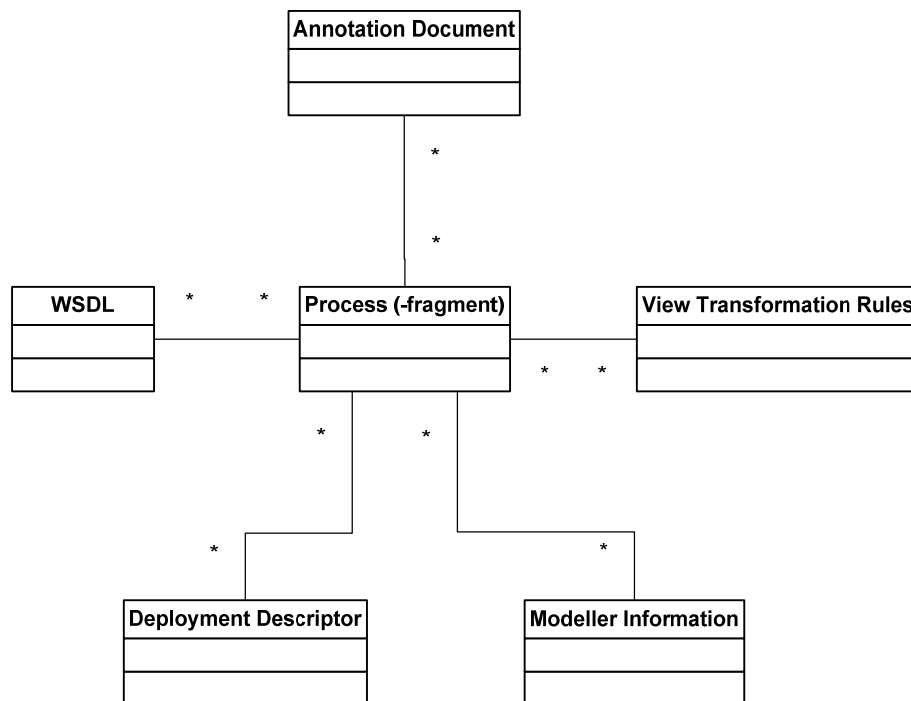 Annotation Document
*
*
WSDL
*
*
Process (-fragment)
View Transformation Rules
*
*
*
*
*
*
Deployment Descriptor
Modeller Information